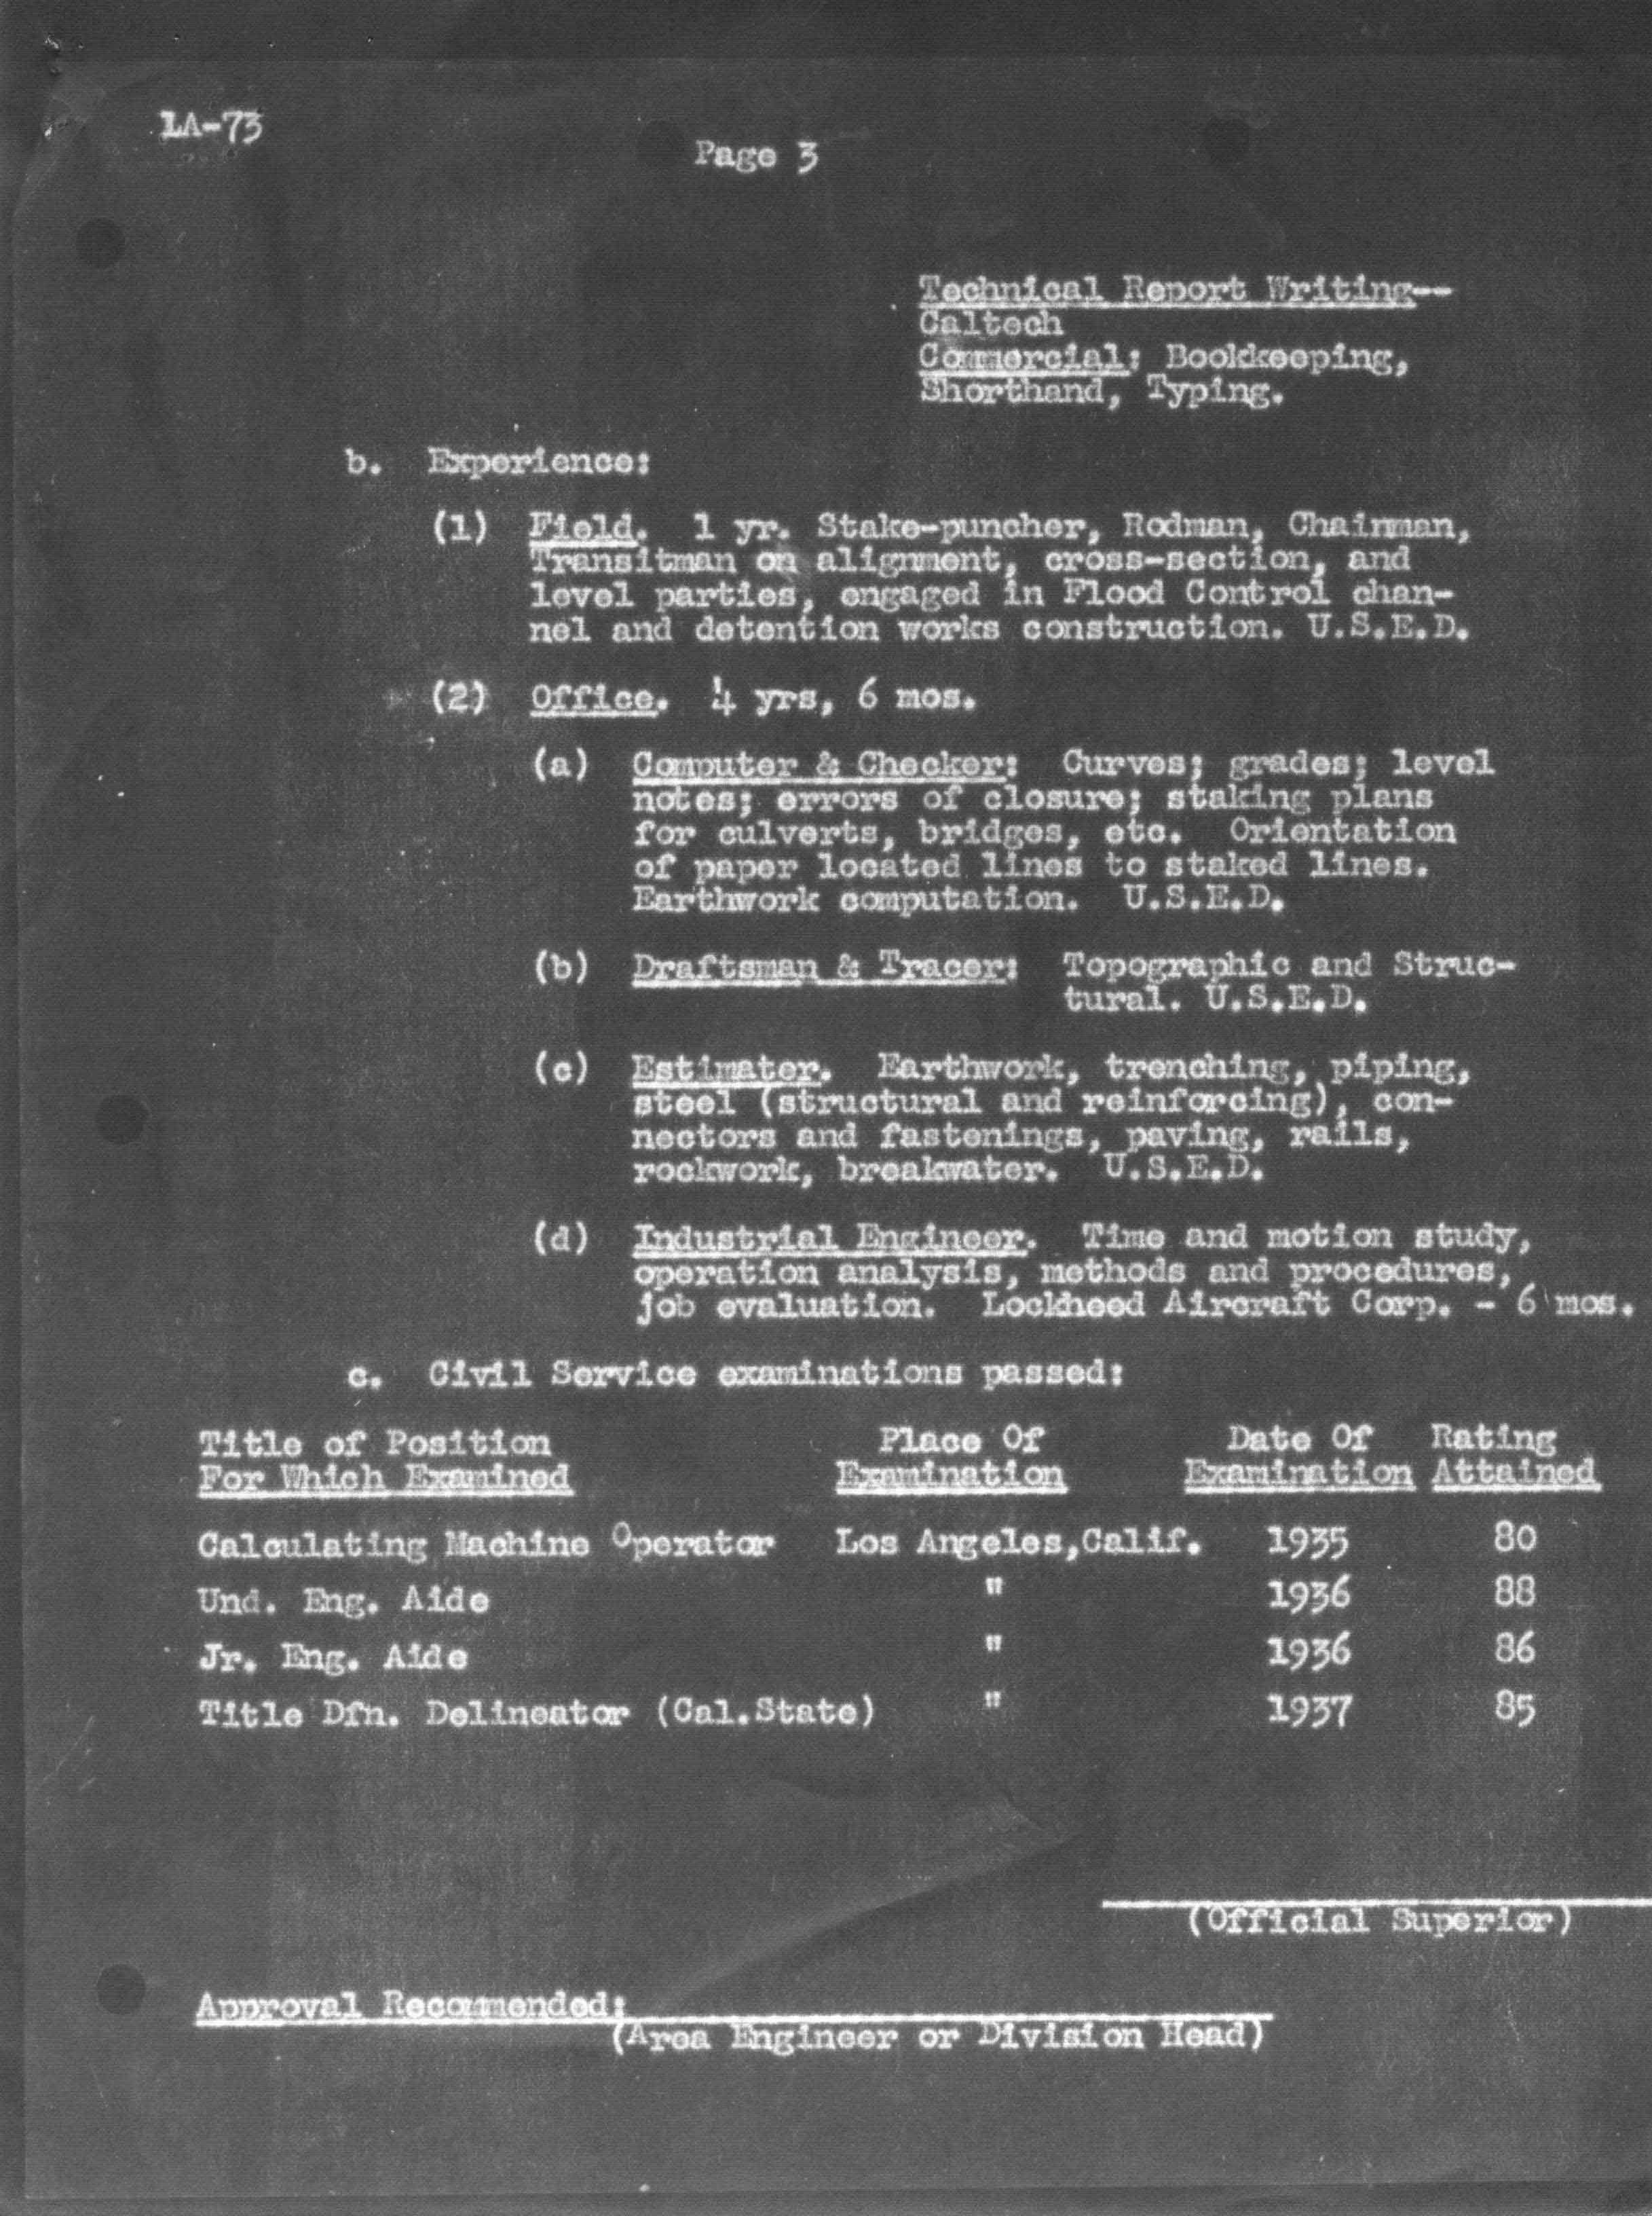 LA-73
Page 3
Technical Report Writing--
Caltech
Commercial: Bookkeeping,
Shorthand, Typing.
b. Experience:
(1) Field. 1 yr. Stake-puncher, Rodman, Chainman,
Transitman on alignment, cross-section, and
level parties, engaged in Flood Control chan-
nel and detention works construction. U.S.E.D.
(2) Office. 4 yrs, 6 mos.
(a) Computer & Checker: Curves; grades; level
notes; errors of closure; staking plans
for culverts, bridges, etc. Orientation
of paper located lines to staked lines.
Earthwork computation. U.S.E.D.
(b) Draftsman & Tracer: Topographic and Struc-
tural. U.S.E.D.
(c) Estimator. Earthwork, trenching, piping,
steel (structural and reinforcing), con-
nectors and fastenings, paving, rails,
rockwork, breakwater. U.S.E.D.
(d) Industrial Engineer. Time and motion study,
operation analysis, methods and procedures,
job evaluation. Lockheed Aircraft Corp. - 6 mos.
c. Civil Service examinations passed:
Title of Position Place Of Date Of Rating
For Which Examined Examination Examination Attained
Calculating Machine Operator Los Angeles,Calif. 1935 80
Und. Eng. Aide " 1936 88
Jr. Eng. Aide " 1936 86
Title Dfn. Delineator (Cal.State) " 1937 85
(Official Superior)
Approval Recommended:
(Area Engineer or Division Head)